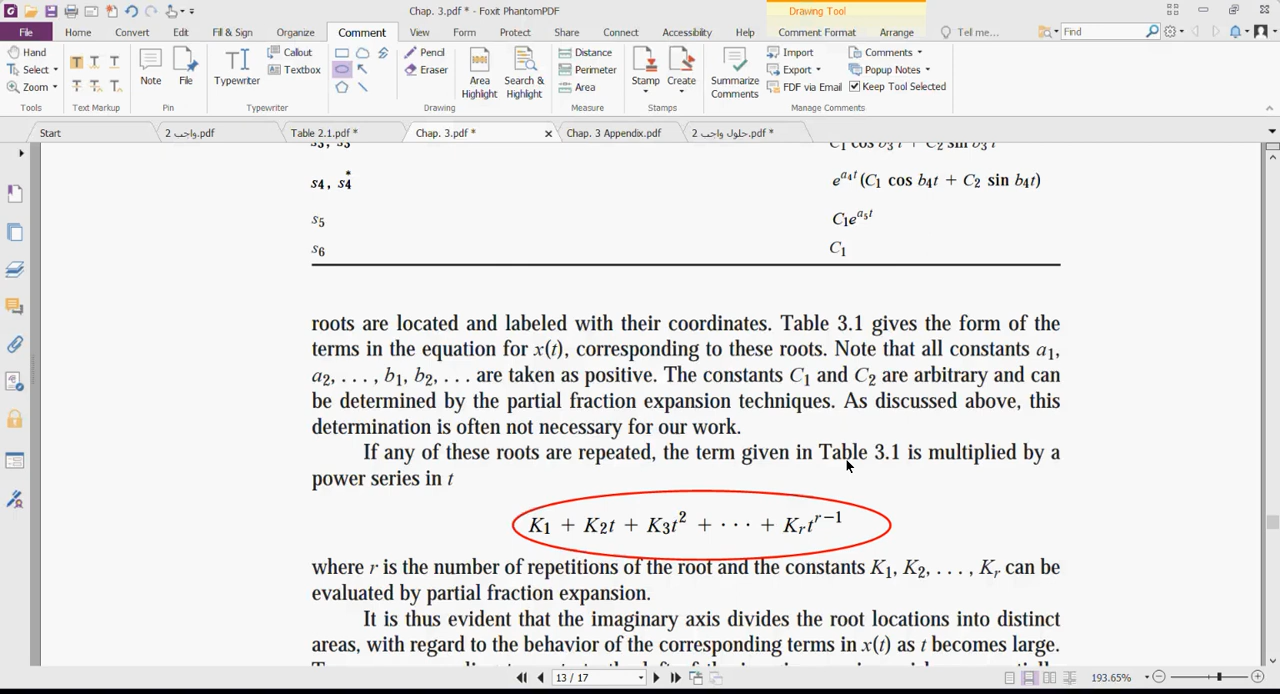 Chap. 3.pdf * - Foxit PhantomPDF
Drawing Tool
File Home Convert Edit Fill & Sign Organize Comment View Form Protect Share Connect Accessibility Help Comment Format Arrange Tell me... Find
Hand
Select
Zoom
Tools
Text Markup
Note
File
Pin
Typewriter
Callout
Textbox
Typewriter
Pencil
Eraser
Drawing
Area Highlight
Search & Highlight
Distance
Perimeter
Area
Measure
Stamp
Create
Stamps
Summarize Comments
Import
Export
FDF via Email
Comments
Popup Notes
Keep Tool Selected
Manage Comments
Start
واجب 2.pdf
Table 2.1.pdf *
Chap. 3.pdf *
Chap. 3 Appendix.pdf
حلول واجب 2.pdf *
s3, s3* C1 cos b3t + C2 sin b3t
s4, s4* e^a4t (C1 cos b4t + C2 sin b4t)
s5 C1e^a5t
s6 C1
roots are located and labeled with their coordinates. Table 3.1 gives the form of the
terms in the equation for x(t), corresponding to these roots. Note that all constants a1,
a2, . . . , b1, b2, . . . are taken as positive. The constants C1 and C2 are arbitrary and can
be determined by the partial fraction expansion techniques. As discussed above, this
determination is often not necessary for our work.
If any of these roots are repeated, the term given in Table 3.1 is multiplied by a
power series in t
K1 + K2t + K3t² + · · · + Krt^r−1
where r is the number of repetitions of the root and the constants K1, K2, . . . , Kr can be
evaluated by partial fraction expansion.
It is thus evident that the imaginary axis divides the root locations into distinct
areas, with regard to the behavior of the corresponding terms in x(t) as t becomes large.
13 / 17
193.65%